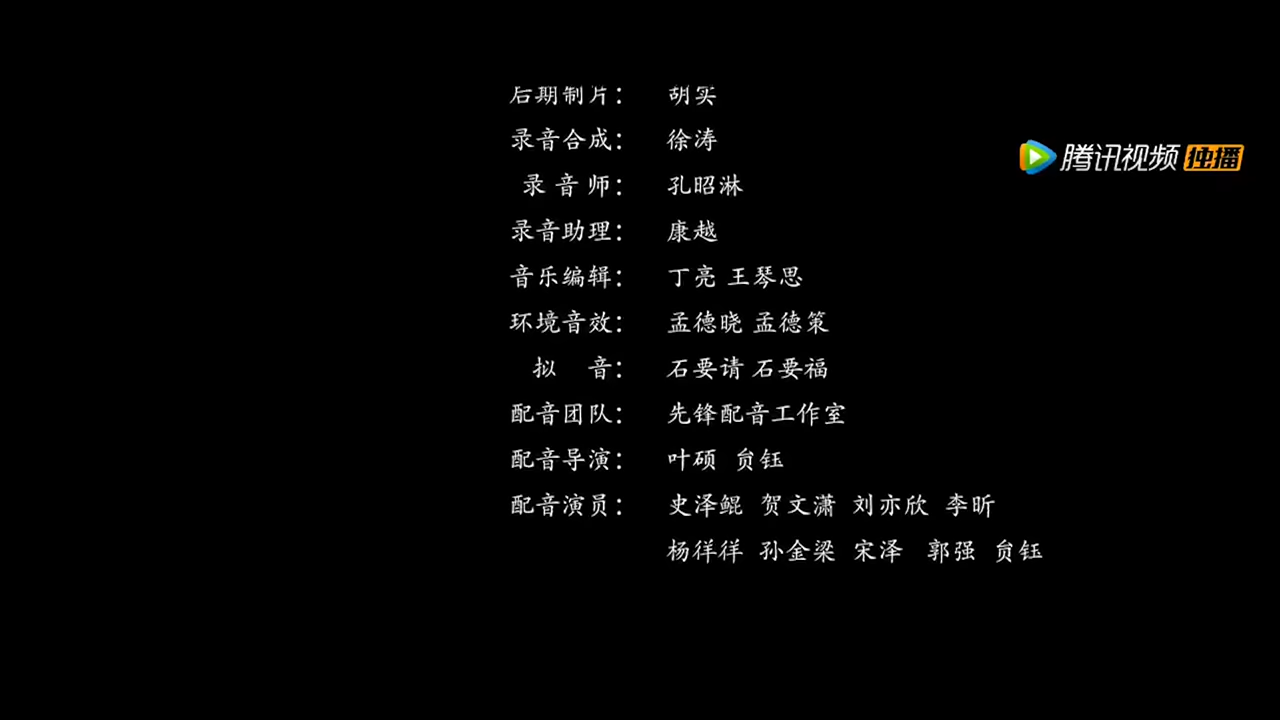 后期制片： 胡实
录音合成： 徐涛
腾讯视频 独播
录音师： 孔昭淋
录音助理： 康越
音乐编辑： 丁亮 王琴思
环境音效： 孟德晓 孟德策
拟 音： 石要请 石要福
配音团队： 先锋配音工作室
配音导演： 叶硕 贠钰
配音演员： 史泽鲲 贺文潇 刘亦欣 李昕
杨徉徉 孙金梁 宋泽 郭强 贠钰